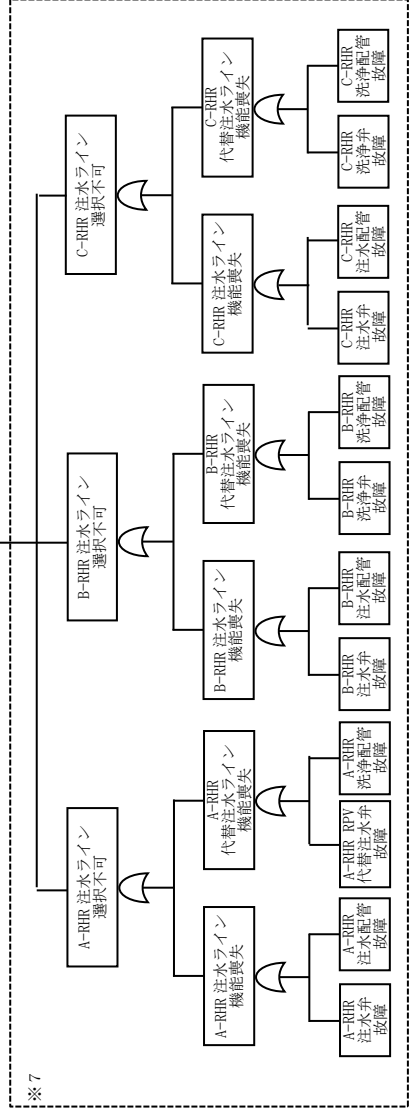 ※7
A-RHR 注水ライン
選択不可
B-RHR 注水ライン
選択不可
C-RHR 注水ライン
選択不可
A-RHR 注水ライン
機能喪失
A-RHR
代替注水ライン
機能喪失
B-RHR 注水ライン
機能喪失
B-RHR
代替注水ライン
機能喪失
C-RHR 注水ライン
機能喪失
C-RHR
代替注水ライン
機能喪失
A-RHR
注水弁
故障
A-RHR
注水配管
故障
A-RHR RPV
代替注水弁
故障
A-RHR
洗浄配管
故障
B-RHR
注水弁
故障
B-RHR
注水配管
故障
B-RHR
洗浄弁
故障
B-RHR
洗浄配管
故障
C-RHR
注水弁
故障
C-RHR
注水配管
故障
C-RHR
洗浄弁
故障
C-RHR
洗浄配管
故障